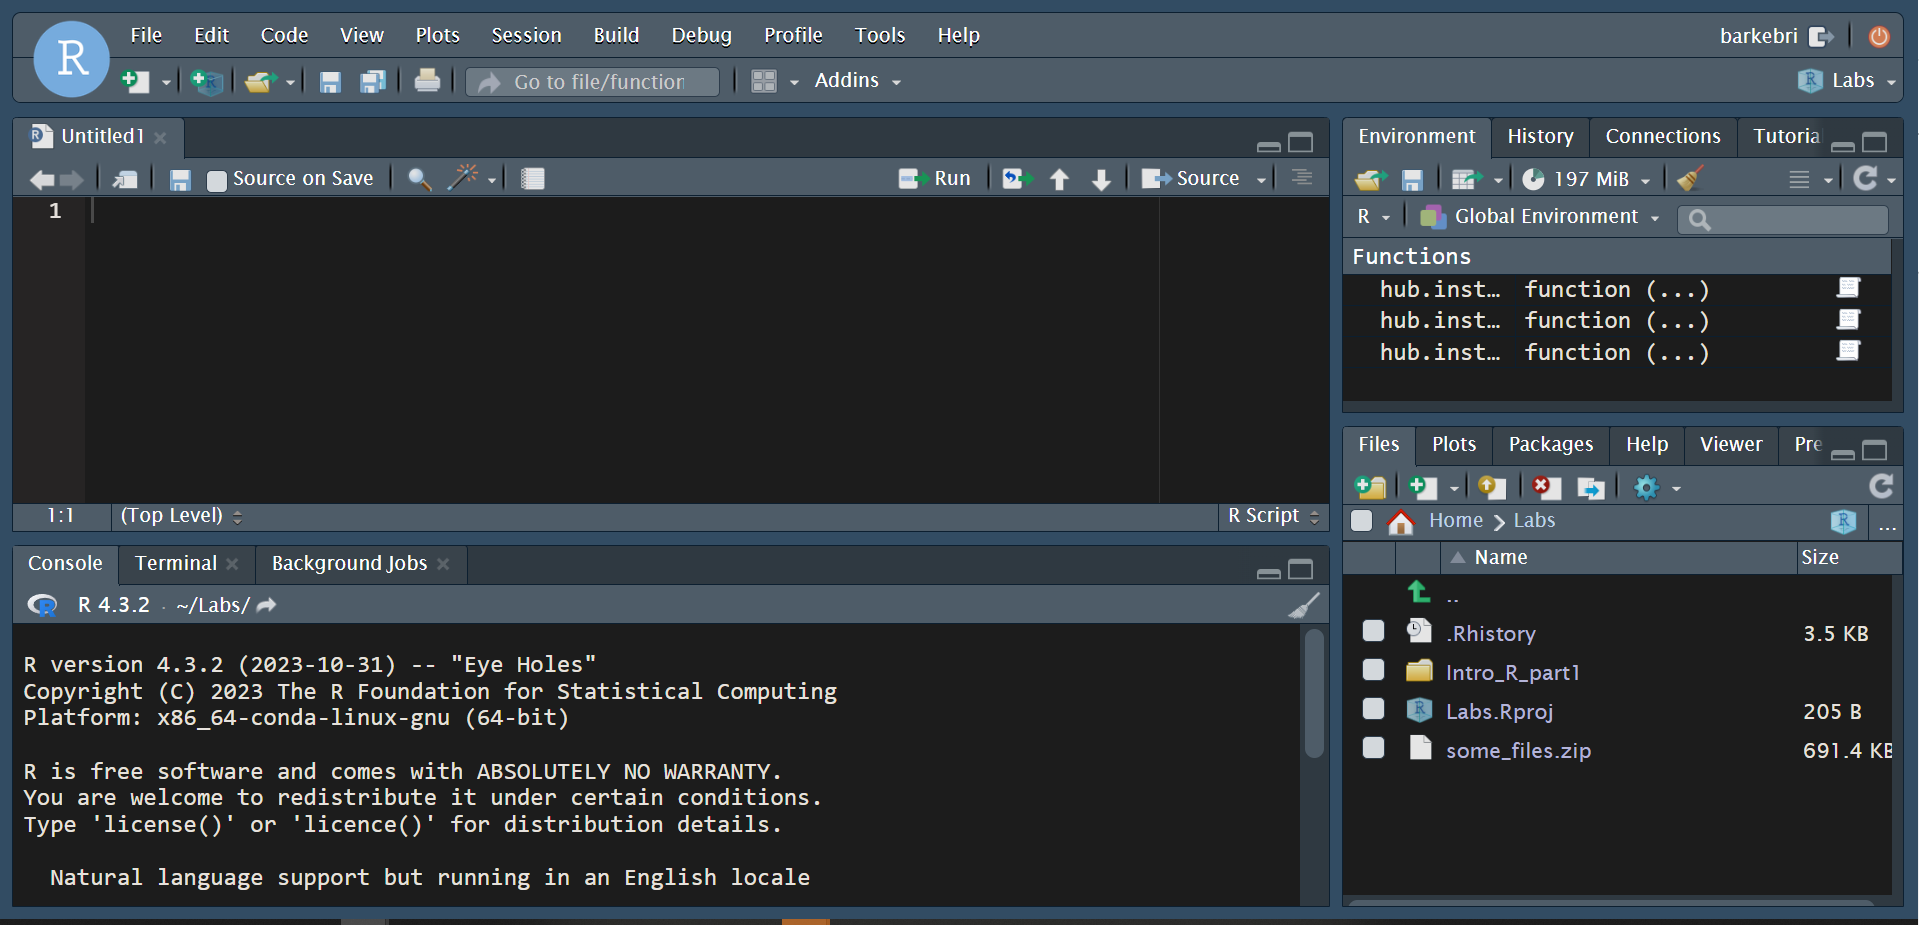 R File Edit Code View Plots Session Build Debug Profile Tools Help barkebri
Go to file/function Addins Labs
Untitled1
Source on Save Run Source
1
1:1 (Top Level) R Script
Console Terminal Background Jobs
R 4.3.2 · ~/Labs/
R version 4.3.2 (2023-10-31) -- "Eye Holes"
Copyright (C) 2023 The R Foundation for Statistical Computing
Platform: x86_64-conda-linux-gnu (64-bit)
R is free software and comes with ABSOLUTELY NO WARRANTY.
You are welcome to redistribute it under certain conditions.
Type 'license()' or 'licence()' for distribution details.
Natural language support but running in an English locale
Environment History Connections Tutoria
197 MiB
R Global Environment
Functions
hub.inst… function (...)
hub.inst… function (...)
hub.inst… function (...)
Files Plots Packages Help Viewer Pre
Home Labs ...
Name Size
..
.Rhistory 3.5 KB
Intro_R_part1
Labs.Rproj 205 B
some_files.zip 691.4 KB